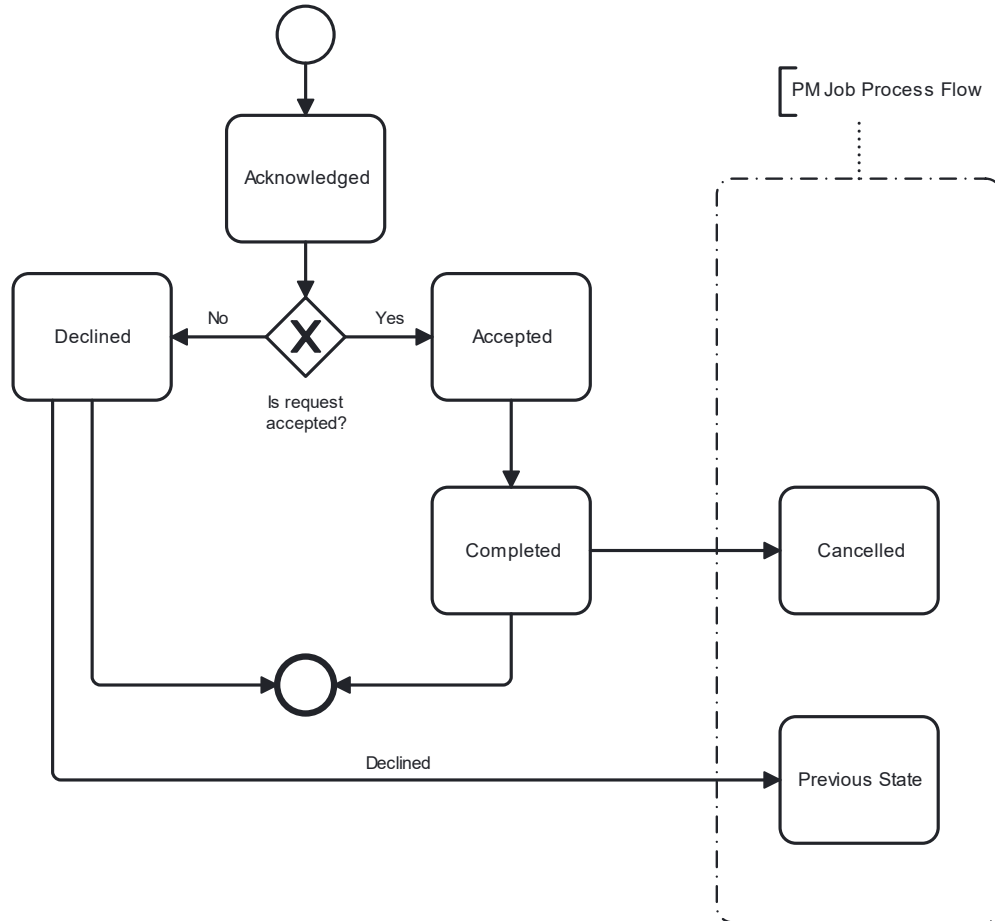 PM Job Process Flow
Acknowledged
No
Yes
Declined
Accepted
Is request
accepted?
Completed
Cancelled
Declined
Previous State